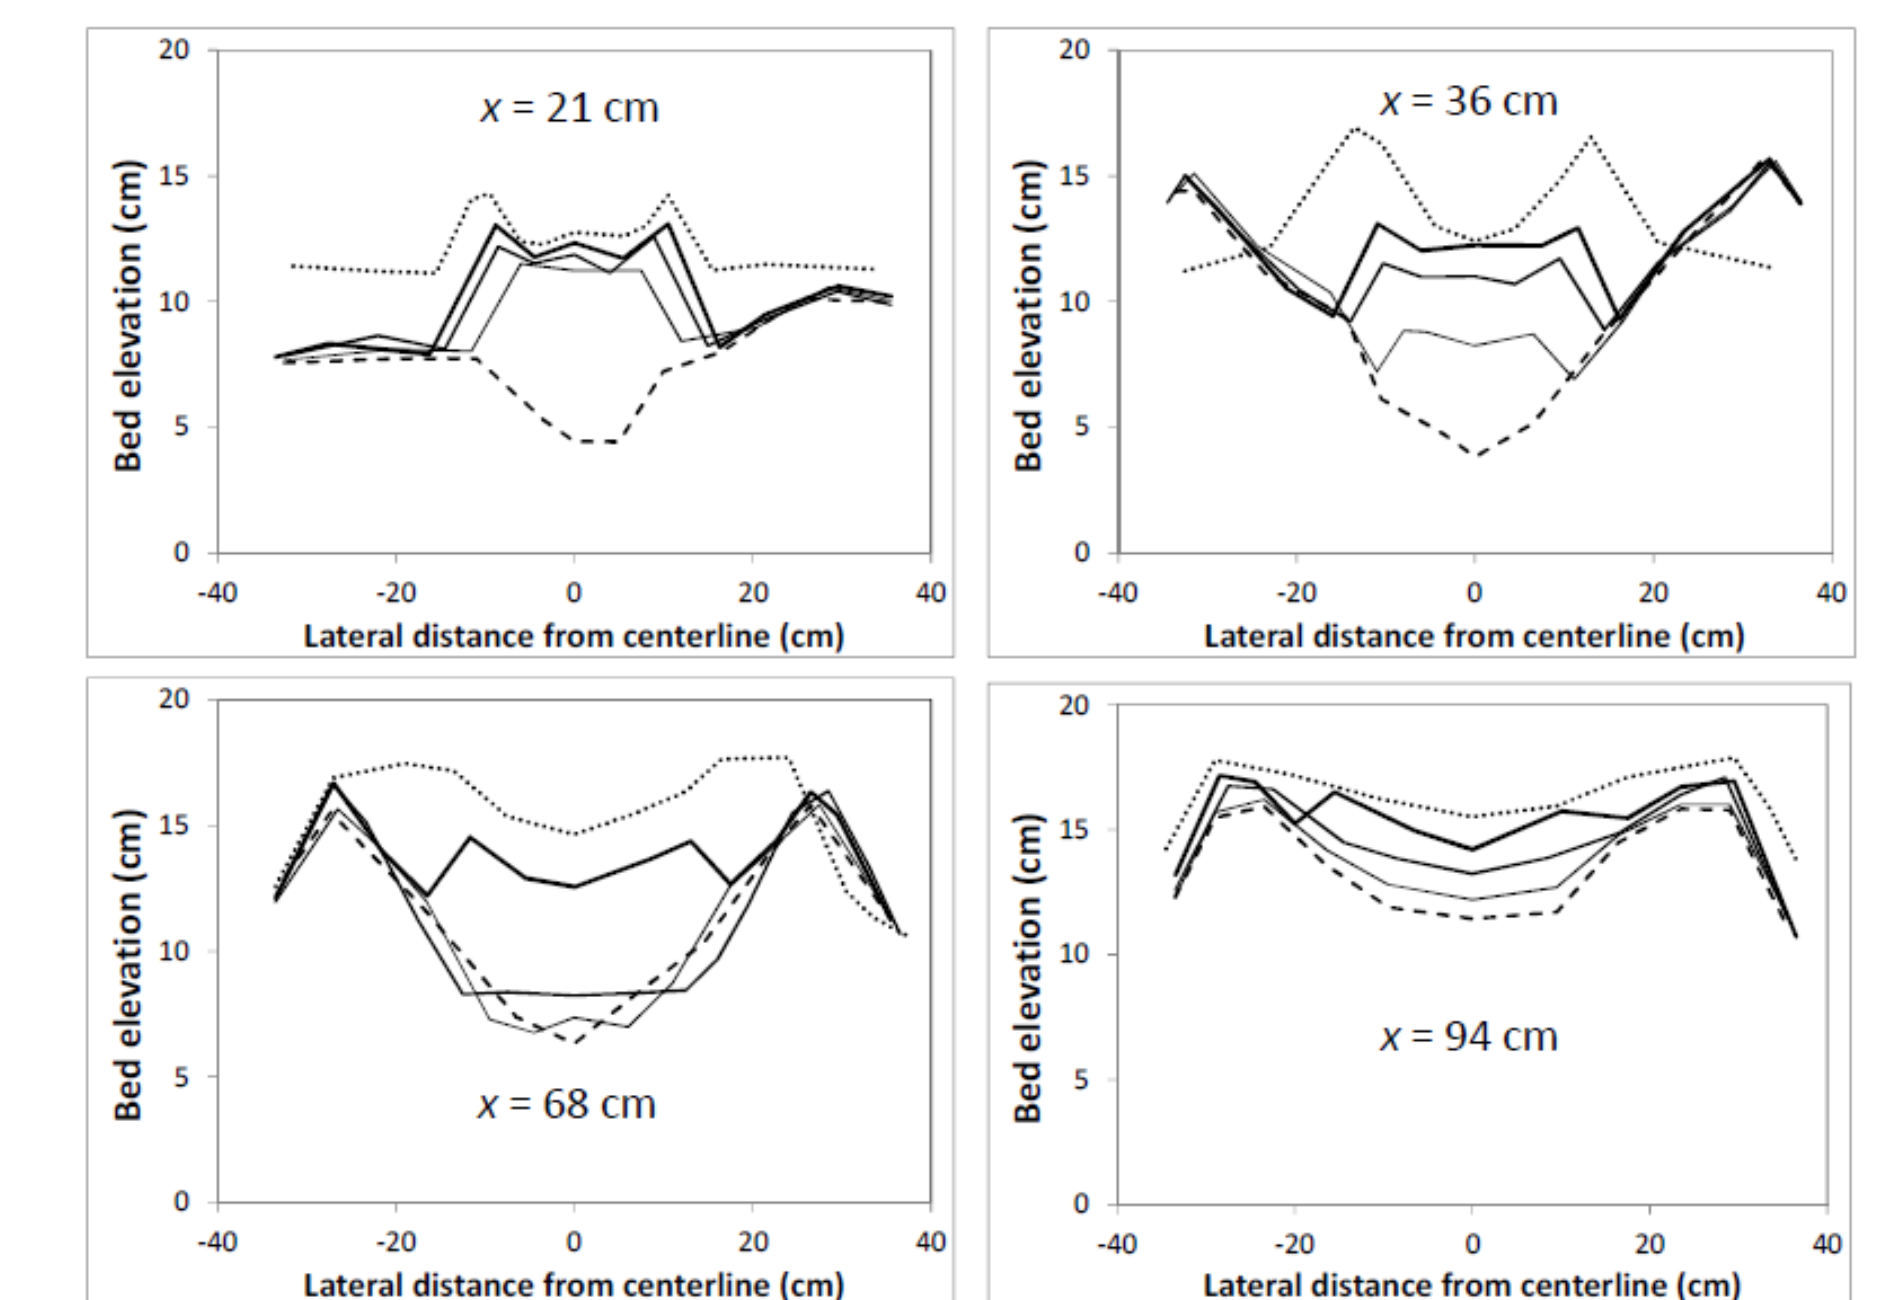 20
15
10
5
0
-40 -20 0 20 40
Bed elevation (cm)
x = 21 cm
Lateral distance from centerline (cm)
20
15
10
5
0
-40 -20 0 20 40
Bed elevation (cm)
x = 36 cm
Lateral distance from centerline (cm)
20
15
10
5
0
-40 -20 0 20 40
Bed elevation (cm)
x = 68 cm
Lateral distance from centerline (cm)
20
15
10
5
0
-40 -20 0 20 40
Bed elevation (cm)
x = 94 cm
Lateral distance from centerline (cm)